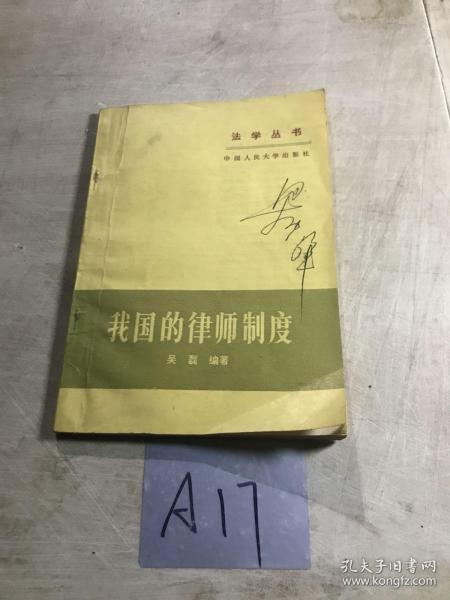 法学丛书
中国人民大学出版社
我国的律师制度
吴磊 编著
A17
孔夫子旧书网
www.kongfz.com